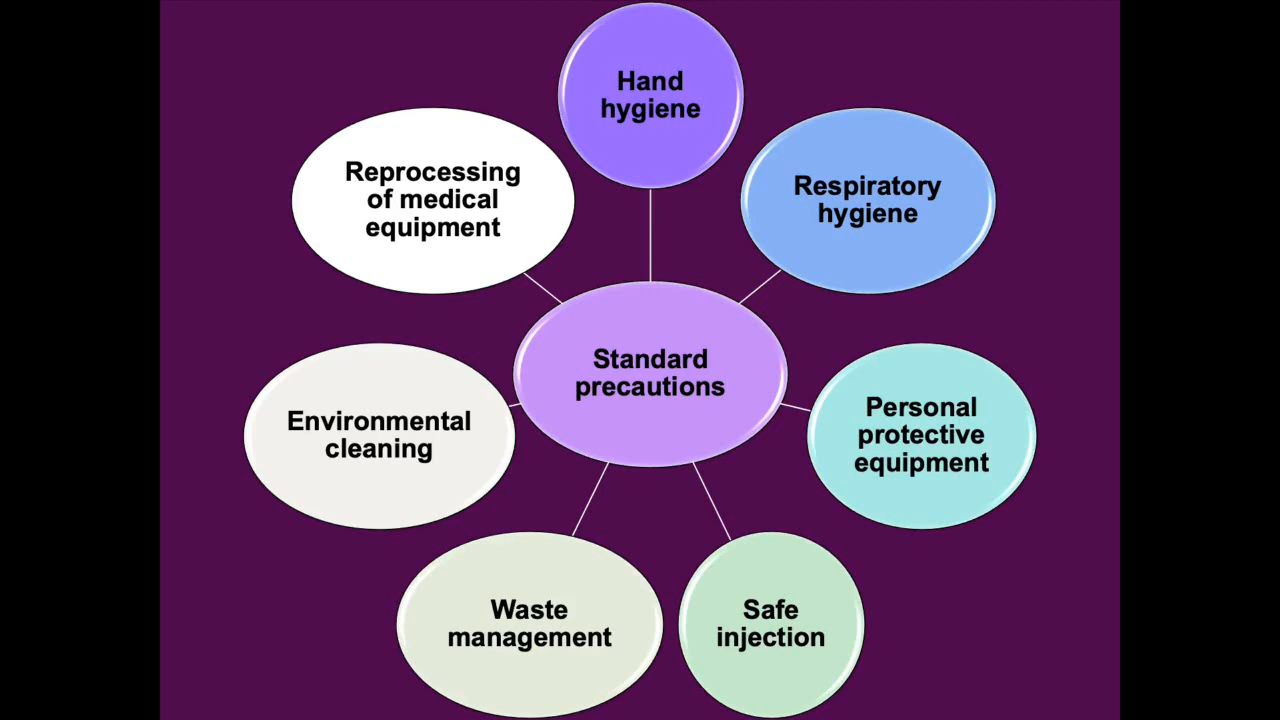 Hand
hygiene
Respiratory
hygiene
Personal
protective
equipment
Safe
injection
Waste
management
Environmental
cleaning
Reprocessing
of medical
equipment
Standard
precautions